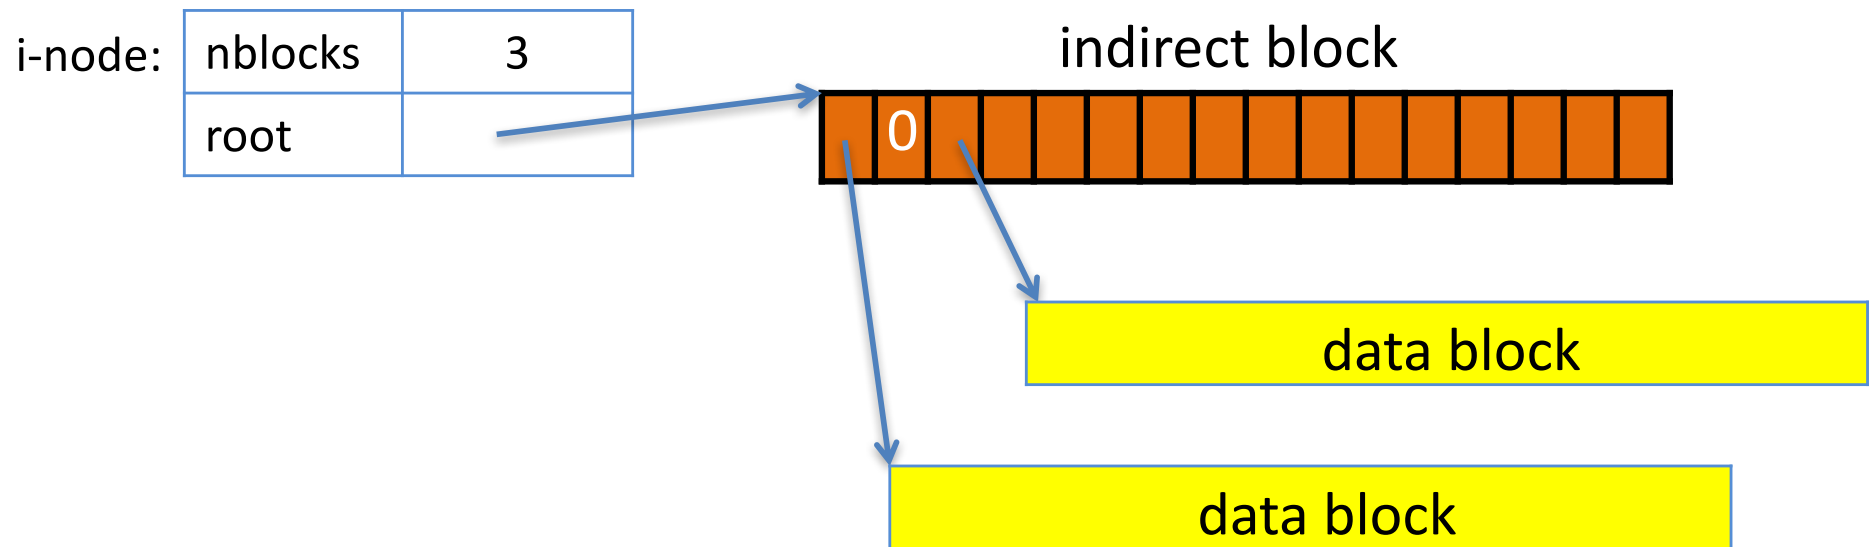 i-node:
nblocks 3
root
indirect block
0
data block
data block